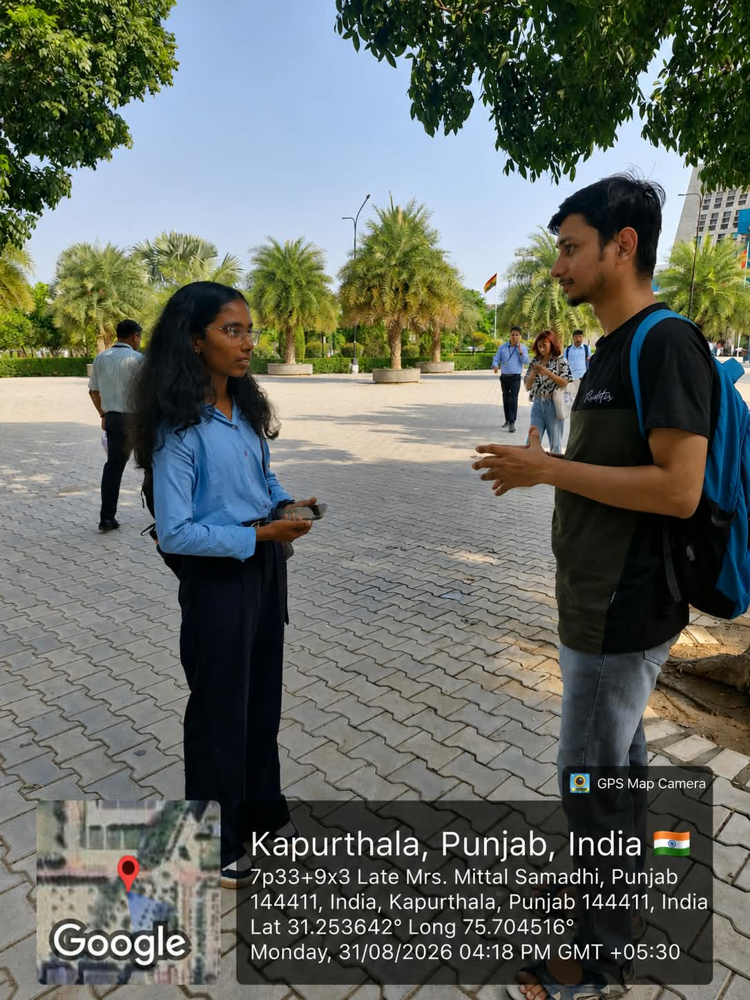 GPS Map Camera
Kapurthala, Punjab, India
7p33+9x3 Late Mrs. Mittal Samadhi, Punjab
144411, India, Kapurthala, Punjab 144411, India
Lat 31.253642° Long 75.704516°
Monday, 31/08/2026 04:18 PM GMT +05:30
Google